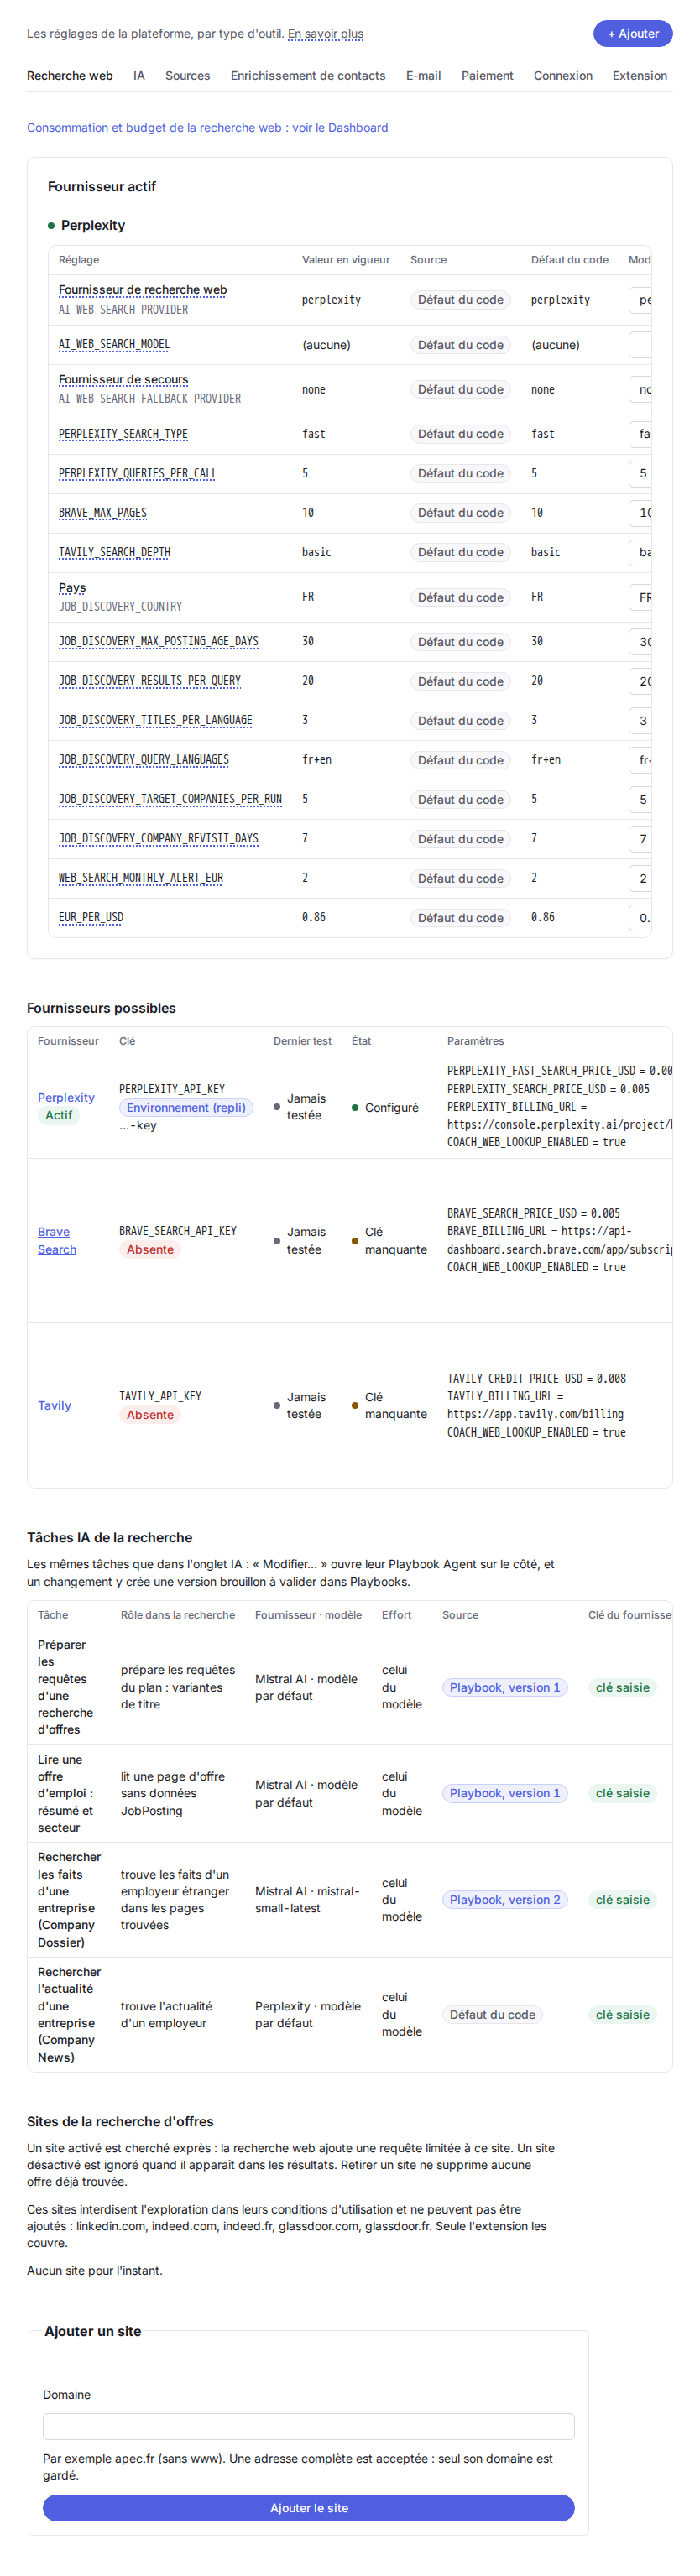 Les réglages de la plateforme, par type d'outil. En savoir plus
+ Ajouter
Recherche web IA Sources Enrichissement de contacts E-mail Paiement Connexion Extension
Consommation et budget de la recherche web : voir le Dashboard
Fournisseur actif
Perplexity
Réglage Valeur en vigueur Source Défaut du code
Fournisseur de recherche web
AI_WEB_SEARCH_PROVIDER
perplexity Défaut du code perplexity
AI_WEB_SEARCH_MODEL (aucune) Défaut du code (aucune)
Fournisseur de secours
AI_WEB_SEARCH_FALLBACK_PROVIDER
none Défaut du code none
PERPLEXITY_SEARCH_TYPE fast Défaut du code fast
PERPLEXITY_QUERIES_PER_CALL 5 Défaut du code 5 5
BRAVE_MAX_PAGES 10 Défaut du code 10
TAVILY_SEARCH_DEPTH basic Défaut du code basic
Pays
JOB_DISCOVERY_COUNTRY
FR Défaut du code FR
JOB_DISCOVERY_MAX_POSTING_AGE_DAYS 30 Défaut du code 30
JOB_DISCOVERY_RESULTS_PER_QUERY 20 Défaut du code 20
JOB_DISCOVERY_TITLES_PER_LANGUAGE 3 Défaut du code 3 3
JOB_DISCOVERY_QUERY_LANGUAGES fr+en Défaut du code fr+en
JOB_DISCOVERY_TARGET_COMPANIES_PER_RUN 5 Défaut du code 5 5
JOB_DISCOVERY_COMPANY_REVISIT_DAYS 7 Défaut du code 7 7
WEB_SEARCH_MONTHLY_ALERT_EUR 2 Défaut du code 2 2
EUR_PER_USD 0.86 Défaut du code 0.86
Fournisseurs possibles
Fournisseur Clé Dernier test État Paramètres
Perplexity
Actif
PERPLEXITY_API_KEY
Environnement (repli)
…-key
Jamais
testée
Configuré
PERPLEXITY_FAST_SEARCH_PRICE_USD =
PERPLEXITY_SEARCH_PRICE_USD = 0.005
PERPLEXITY_BILLING_URL =
https://console.perplexity.ai/project/
COACH_WEB_LOOKUP_ENABLED = true
Brave
Search
BRAVE_SEARCH_API_KEY
Absente
Jamais
testée
Clé
manquante
BRAVE_SEARCH_PRICE_USD = 0.005
BRAVE_BILLING_URL = https://api-
dashboard.search.brave.com/app/subscrip
COACH_WEB_LOOKUP_ENABLED = true
Tavily
TAVILY_API_KEY
Absente
Jamais
testée
Clé
manquante
TAVILY_CREDIT_PRICE_USD = 0.008
TAVILY_BILLING_URL =
https://app.tavily.com/billing
COACH_WEB_LOOKUP_ENABLED = true
Tâches IA de la recherche
Les mêmes tâches que dans l'onglet IA : « Modifier… » ouvre leur Playbook Agent sur le côté, et
un changement y crée une version brouillon à valider dans Playbooks.
Tâche Rôle dans la recherche Fournisseur · modèle Effort Source Clé du fournisse
Préparer
les
requêtes
d'une
recherche
d'offres
prépare les requêtes
du plan : variantes
de titre
Mistral AI · modèle
par défaut
celui
du
modèle
Playbook, version 1
clé saisie
Lire une
offre
d'emploi :
résumé et
secteur
lit une page d'offre
sans données
JobPosting
Mistral AI · modèle
par défaut
celui
du
modèle
Playbook, version 1
clé saisie
Rechercher
les faits
d'une
entreprise
(Company
Dossier)
trouve les faits d'un
employeur étranger
dans les pages
trouvées
Mistral AI · mistral-
small-latest
celui
du
modèle
Playbook, version 2
clé saisie
Rechercher
l'actualité
d'une
entreprise
(Company
News)
trouve l'actualité
d'un employeur
Perplexity · modèle
par défaut
celui
du
modèle
Défaut du code
clé saisie
Sites de la recherche d'offres
Un site activé est cherché exprès : la recherche web ajoute une requête limitée à ce site. Un site
désactivé est ignoré quand il apparaît dans les résultats. Retirer un site ne supprime aucune
offre déjà trouvée.
Ces sites interdisent l'exploration dans leurs conditions d'utilisation et ne peuvent pas être
ajoutés : linkedin.com, indeed.com, indeed.fr, glassdoor.com, glassdoor.fr. Seule l'extension les
couvre.
Aucun site pour l'instant.
Ajouter un site
Domaine
Par exemple apec.fr (sans www). Une adresse complète est acceptée : seul son domaine est
gardé.
Ajouter le site